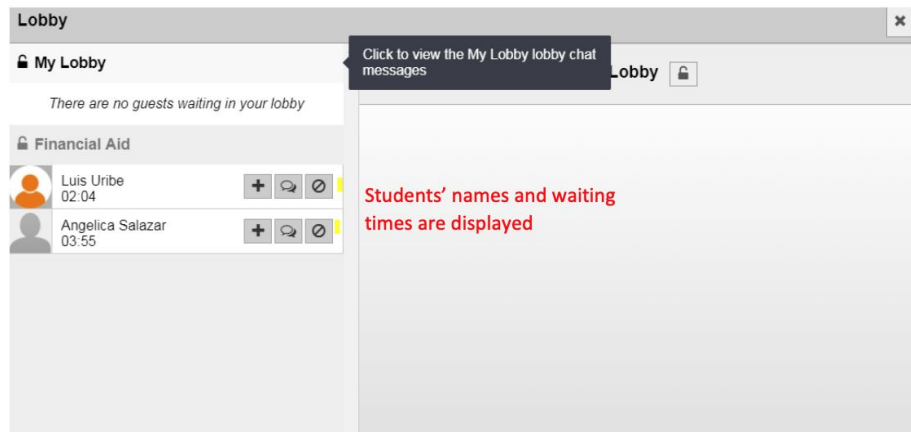 Lobby
My Lobby
Click to view the My Lobby lobby chat
messages
Lobby
There are no guests waiting in your lobby
Financial Aid
Luis Uribe
02:04
Angelica Salazar
03:55
Students' names and waiting
times are displayed